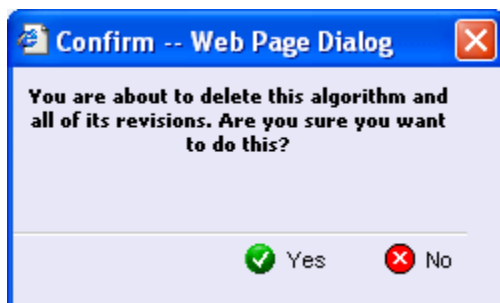 Confirm -- Web Page Dialog
You are about to delete this algorithm and
all of its revisions. Are you sure you want
to do this?
Yes No